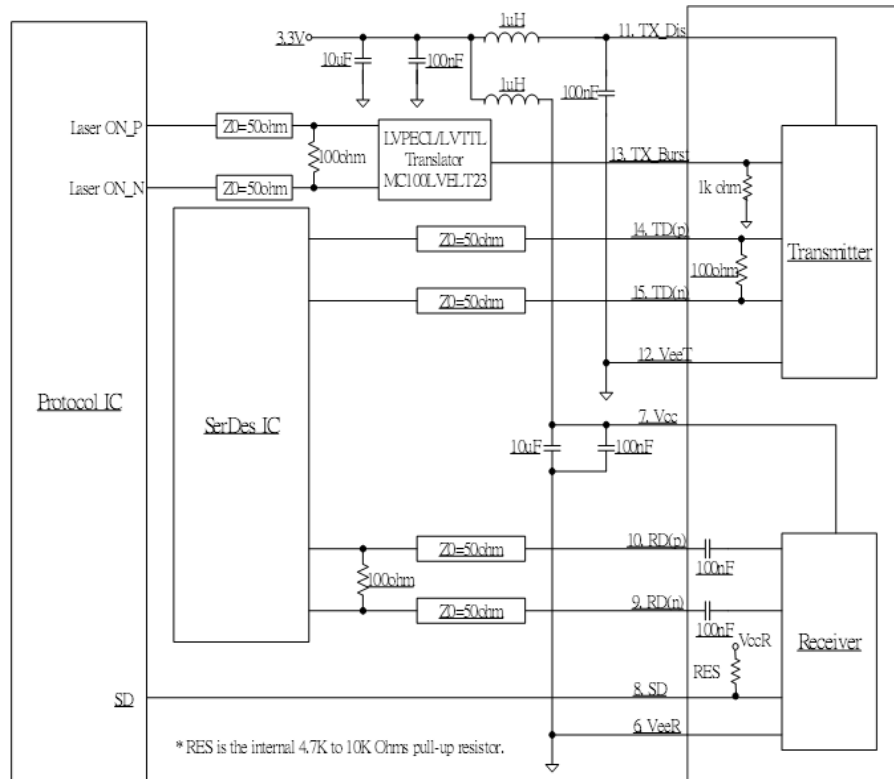 3.3V
10uF
100nF
1uH
1uH
100nF
11. TX_Dis
Laser ON_P
Z0=50ohm
100ohm
LVPECL/LVTTL
Translator
MC100LVELT23
13. TX_Burst
1k ohm
Laser ON_N
Z0=50ohm
Z0=50ohm
14. TD(p)
100ohm
Transmitter
Z0=50ohm
15. TD(n)
12. VeeT
Protocol IC
SerDes IC
7. Vcc
10uF
100nF
Z0=50ohm
10. RD(p)
100nF
100ohm
Z0=50ohm
9. RD(n)
100nF
VccR
RES
Receiver
SD
8. SD
6. VeeR
* RES is the internal 4.7K to 10K Ohms pull-up resistor.